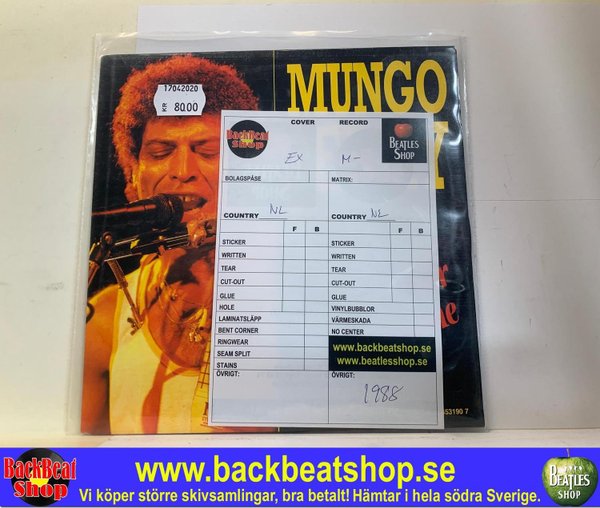 17042020
KR 80.00
MUNGO
Y
r
ne
BackBeat
Shop
COVER
RECORD
BEATLES
SHOP
EX
M-
BOLAGSPÅSE
MATRIX:
COUNTRY NL
COUNTRY NL
F B
F B
STICKER
STICKER
WRITTEN
WRITTEN
TEAR
TEAR
CUT-OUT
CUT-OUT
GLUE
GLUE
HOLE
VINYLBUBBLOR
LAMINATSLÄPP
VÄRMESKADA
BENT CORNER
NO CENTER
RINGWEAR
www.backbeatshop.se
SEAM SPLIT
www.beatlesshop.se
STAINS
ÖVRIGT:
ÖVRIGT:
1988
53190 7
BackBeat
Shop
www.backbeatshop.se
Vi köper större skivsamlingar, bra betalt! Hämtar i hela södra Sverige.
BEATLES
SHOP